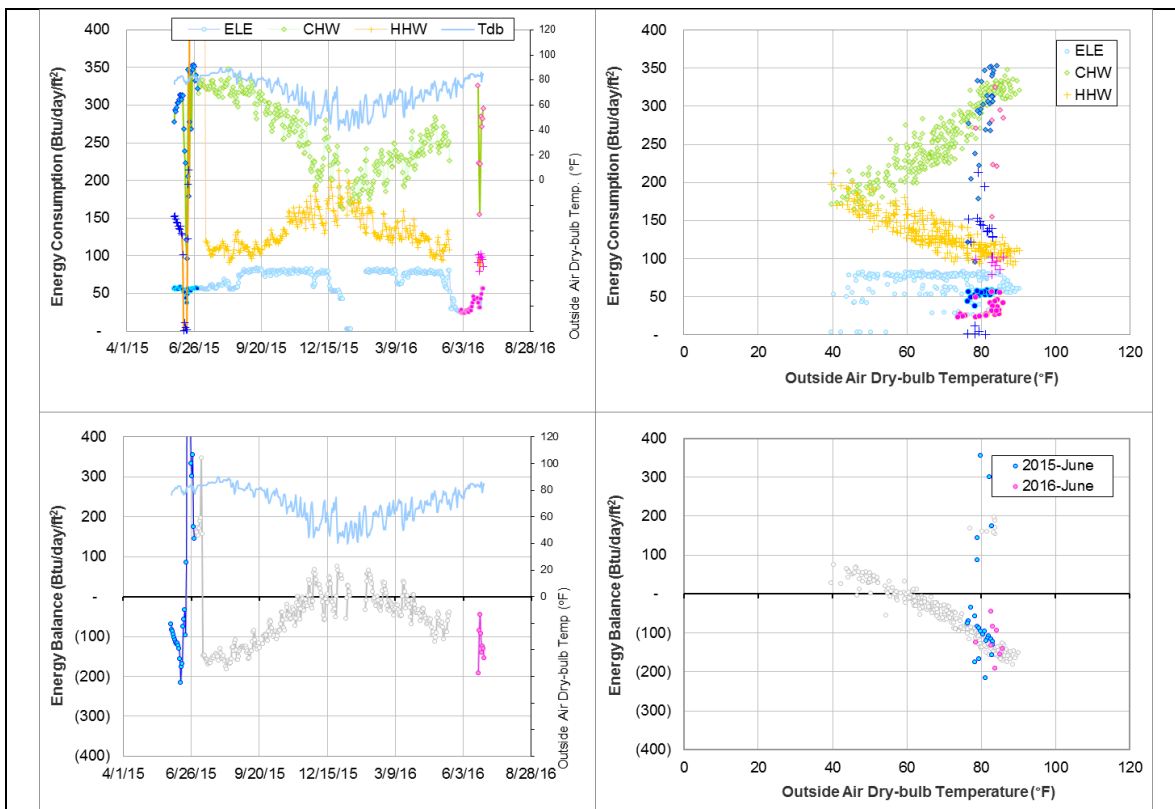 ELE CHW HHW Tdb
Energy Consumption (Btu/day/ft²)
400
350
300
250
200
150
100
50
-
120
100
80
60
40
20
0
Outside Air Dry-bulb Temp. (°F)
4/1/15 6/26/15 9/20/15 12/15/15 3/9/16 6/3/16 8/28/16
Energy Consumption (Btu/day/ft²)
400
350
300
250
200
150
100
50
-
ELE
CHW
HHW
0 20 40 60 80 100 120
Outside Air Dry-bulb Temperature (°F)
Energy Balance (Btu/day/ft²)
400
300
200
100
-
(100)
(200)
(300)
(400)
120
100
80
60
40
20
0
Outside Air Dry-bulb Temp (°F)
4/1/15 6/26/15 9/20/15 12/15/15 3/9/16 6/3/16 8/28/16
Energy Balance (Btu/day/ft²)
400
300
200
100
-
(100)
(200)
(300)
(400)
2015-June
2016-June
0 20 40 60 80 100 120
Outside Air Dry-bulb Temperature (°F)